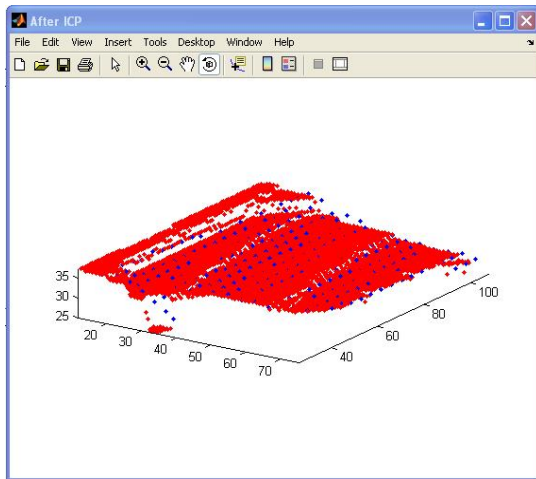 After ICP
File Edit View Insert Tools Desktop Window Help
35
30
25
20 30 40 50 60 70
40 60 80 100